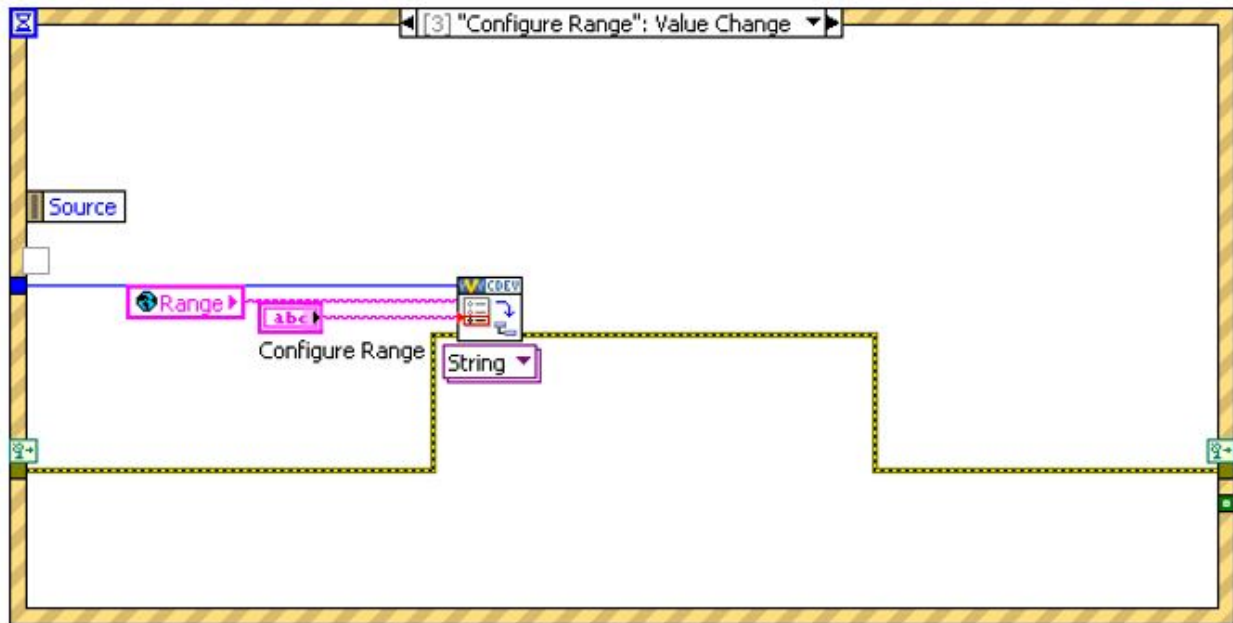 [3] "Configure Range": Value Change
Source
CDEV
Range
abc
Configure Range
String